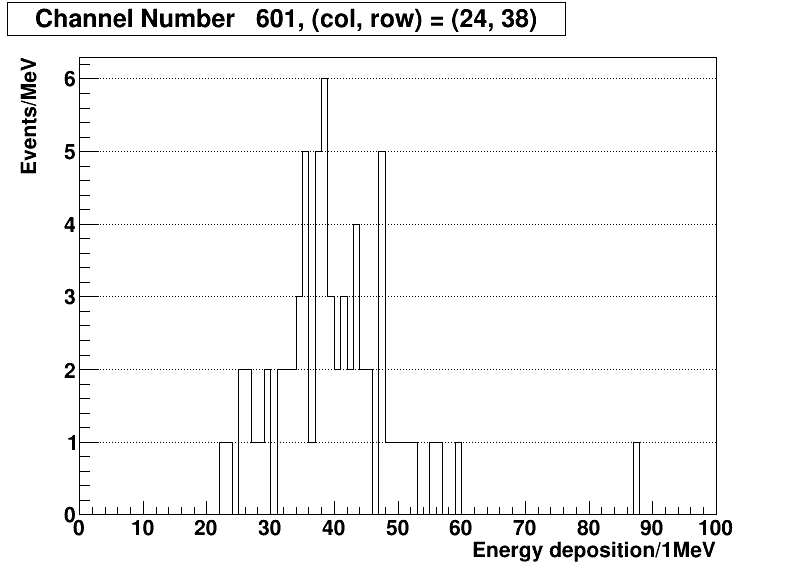 Channel Number 601, (col, row) = (24, 38)
Events/MeV
6
5
4
3
2
1
0
0 10 20 30 40 50 60 70 80 90 100
Energy deposition/1MeV